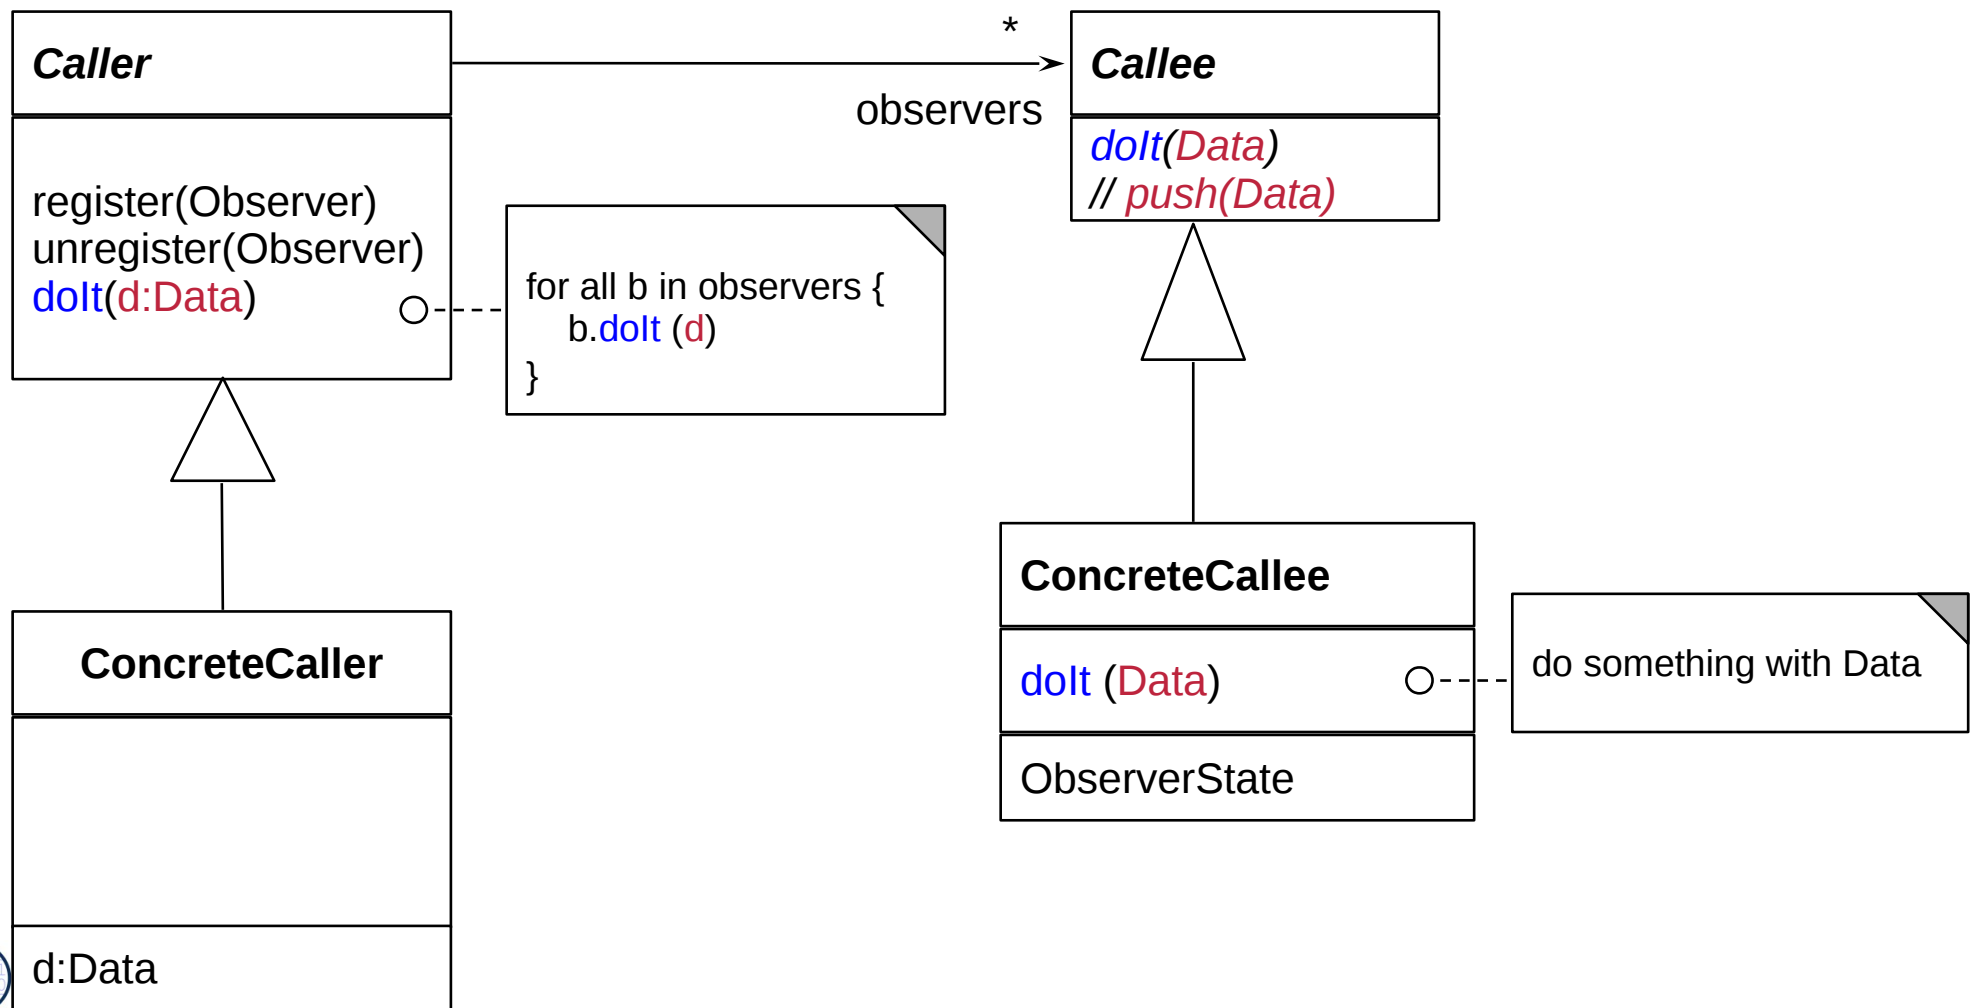 Caller
*
observers
Callee
doIt(Data)
// push(Data)
register(Observer)
unregister(Observer)
doIt(d:Data)
for all b in observers {
b.doIt (d)
}
ConcreteCallee
doIt (Data)
ObserverState
do something with Data
ConcreteCaller
d:Data